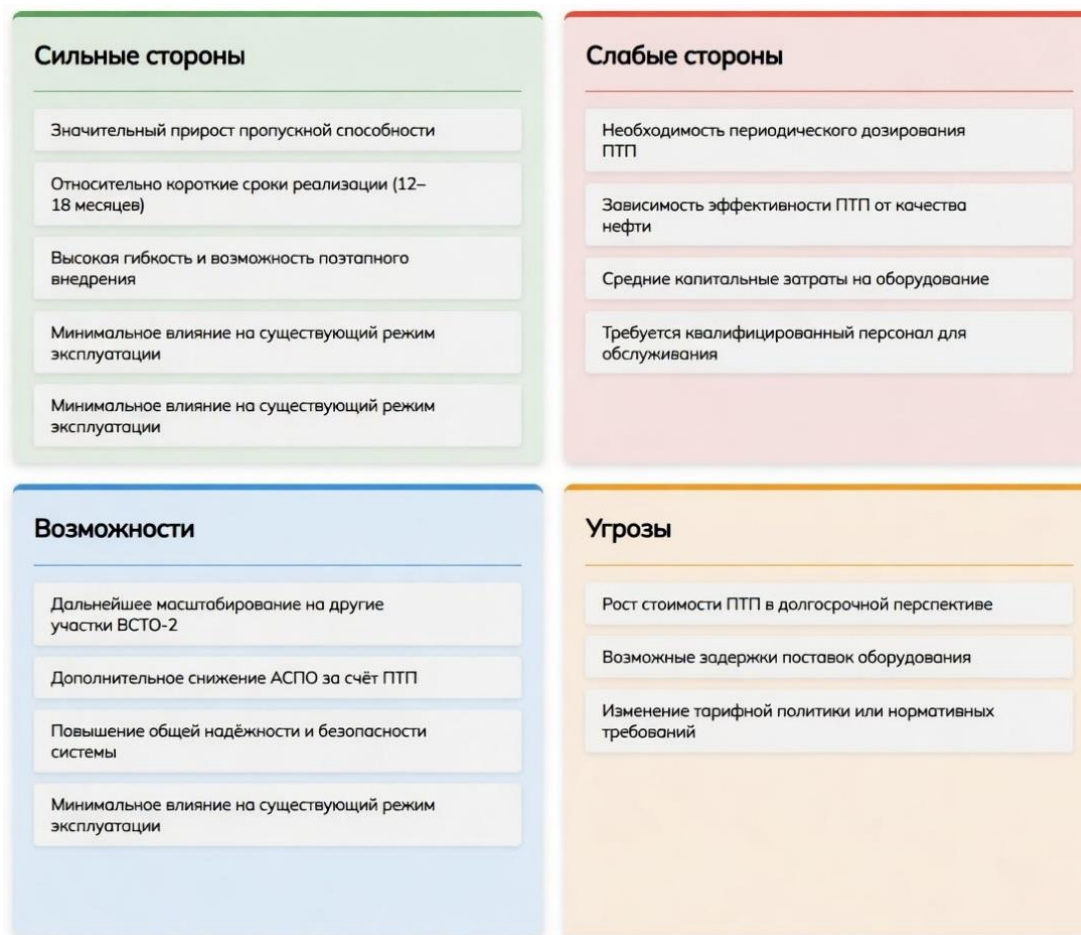 Сильные стороны
Значительный прирост пропускной способности
Относительно короткие сроки реализации (12–
18 месяцев)
Высокая гибкость и возможность поэтапного
внедрения
Минимальное влияние на существующий режим
эксплуатации
Минимальное влияние на существующий режим
эксплуатации
Слабые стороны
Необходимость периодического дозирования
ПТП
Зависимость эффективности ПТП от качества
нефти
Средние капитальные затраты на оборудование
Требуется квалифицированный персонал для
обслуживания
Возможности
Дальнейшее масштабирование на другие
участки ВСТО-2
Дополнительное снижение АСПО за счёт ПТП
Повышение общей надёжности и безопасности
системы
Минимальное влияние на существующий режим
эксплуатации
Угрозы
Рост стоимости ПТП в долгосрочной перспективе
Возможные задержки поставок оборудования
Изменение тарифной политики или нормативных
требований